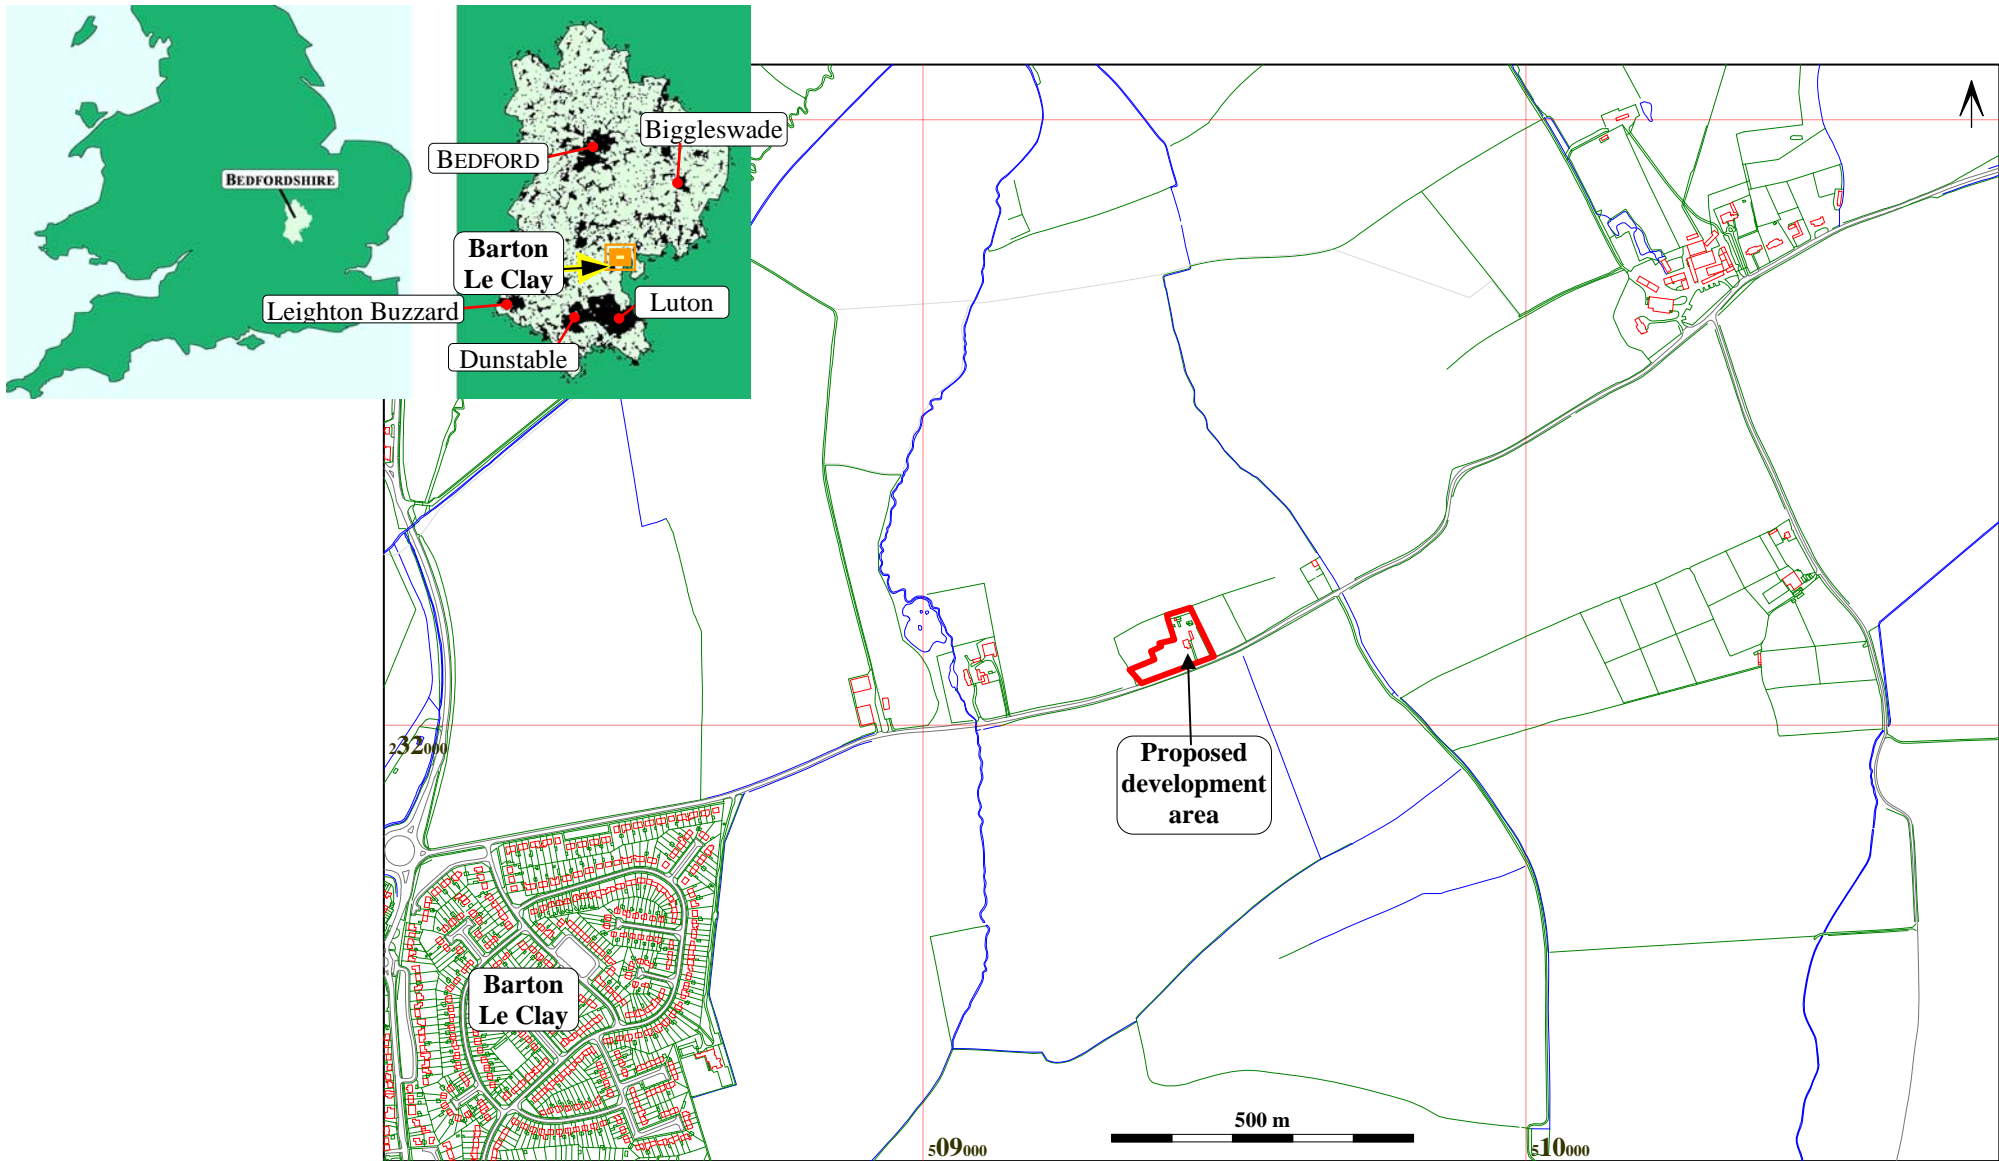 BEDFORDSHIRE
BEDFORD
Biggleswade
Barton
Le Clay
Leighton Buzzard
Luton
Dunstable
232000
Proposed
development
area
Barton
Le Clay
500 m
509000
510000